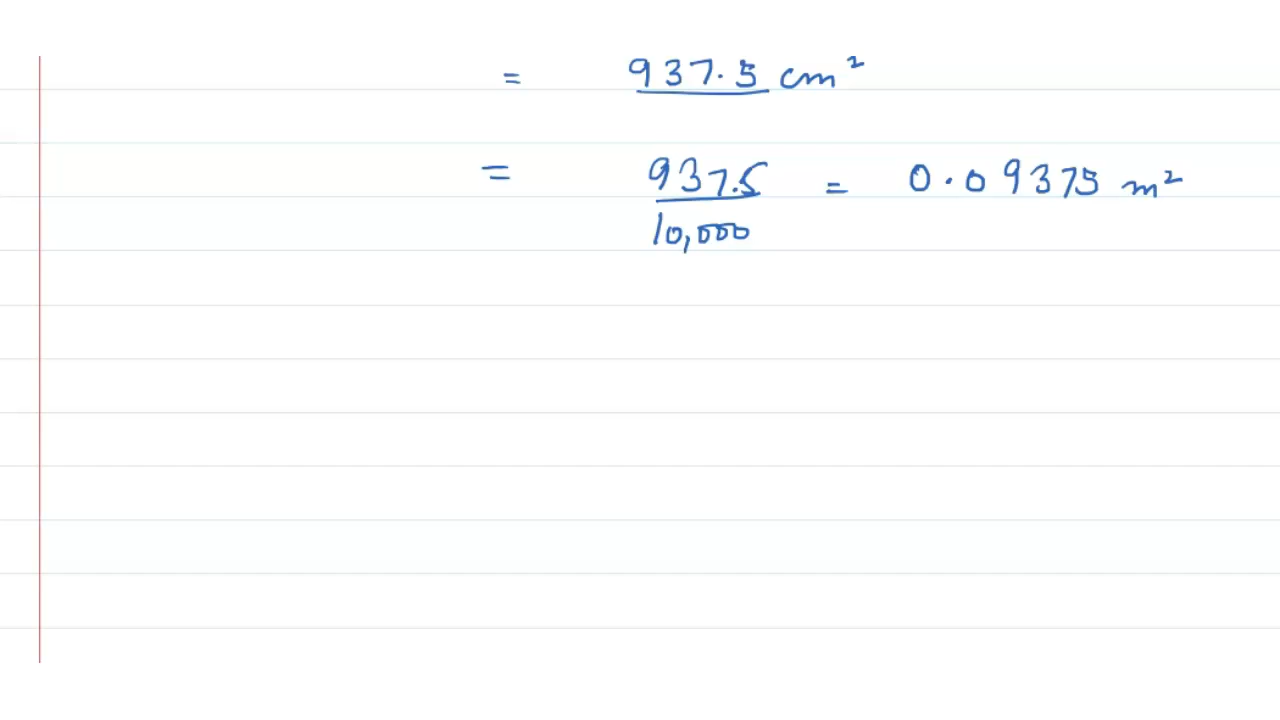 = 937.5 cm²
= 937.5/10,000 = 0.09375 m²